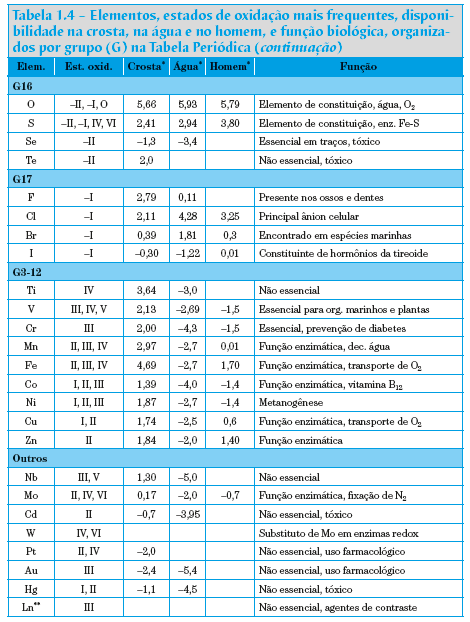 Tabela 1.4 – Elementos, estados de oxidação mais frequentes, disponi-
bilidade na crosta, na água e no homem, e função biológica, organiza-
dos por grupo (G) na Tabela Periódica (continuação)
Elem. Est. oxid. Crosta* Água* Homem* Função
G16
O –II, –I, O 5,66 5,93 5,79 Elemento de constituição, água, O₂
S –II, –I, IV, VI 2,41 2,94 3,80 Elemento de constituição, enz. Fe-S
Se –II –1,3 –3,4 Essencial em traços, tóxico
Te –II 2,0 Não essencial, tóxico
G17
F –I 2,79 0,11 Presente nos ossos e dentes
Cl –I 2,11 4,28 3,25 Principal ânion celular
Br –I 0,39 1,81 0,3 Encontrado em espécies marinhas
I –I –0,30 –1,22 0,01 Constituinte de hormônios da tireoide
G3-12
Ti IV 3,64 –3,0 Não essencial
V III, IV, V 2,13 –2,69 –1,5 Essencial para org. marinhos e plantas
Cr III 2,00 –4,3 –1,5 Essencial, prevenção de diabetes
Mn II, III, IV 2,97 –2,7 0,01 Função enzimática, dec. água
Fe II, III, IV 4,69 –2,7 1,70 Função enzimática, transporte de O₂
Co I, II, III 1,39 –4,0 –1,4 Função enzimática, vitamina B₁₂
Ni I, II, III 1,87 –2,7 –1,4 Metanogênese
Cu I, II 1,74 –2,5 0,6 Função enzimática, transporte de O₂
Zn II 1,84 –2,0 1,40 Função enzimática
Outros
Nb III, V 1,30 –5,0 Não essencial
Mo II, IV, VI 0,17 –2,0 –0,7 Função enzimática, fixação de N₂
Cd II –0,7 –3,95 Não essencial, tóxico
W IV, VI Substituto de Mo em enzimas redox
Pt II, IV –2,0 Não essencial, uso farmacológico
Au III –2,4 –5,4 Não essencial, uso farmacológico
Hg I, II –1,1 –4,5 Não essencial, tóxico
Ln** III Não essencial, agentes de contraste